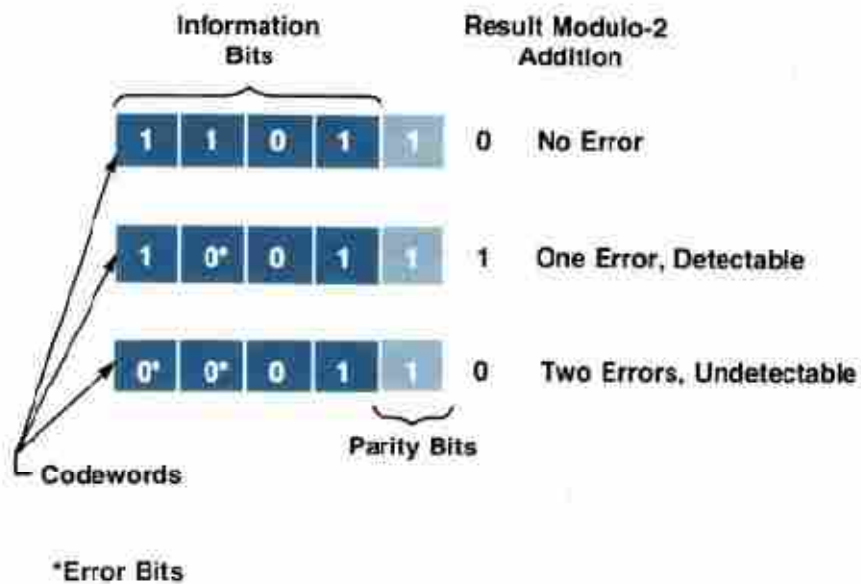 Information
Bits
Result Modulo-2
Addition
1 1 0 1 1 0 No Error
1 0* 0 1 1 1 One Error, Detectable
0* 0* 0 1 1 0 Two Errors, Undetectable
Parity Bits
Codewords
*Error Bits